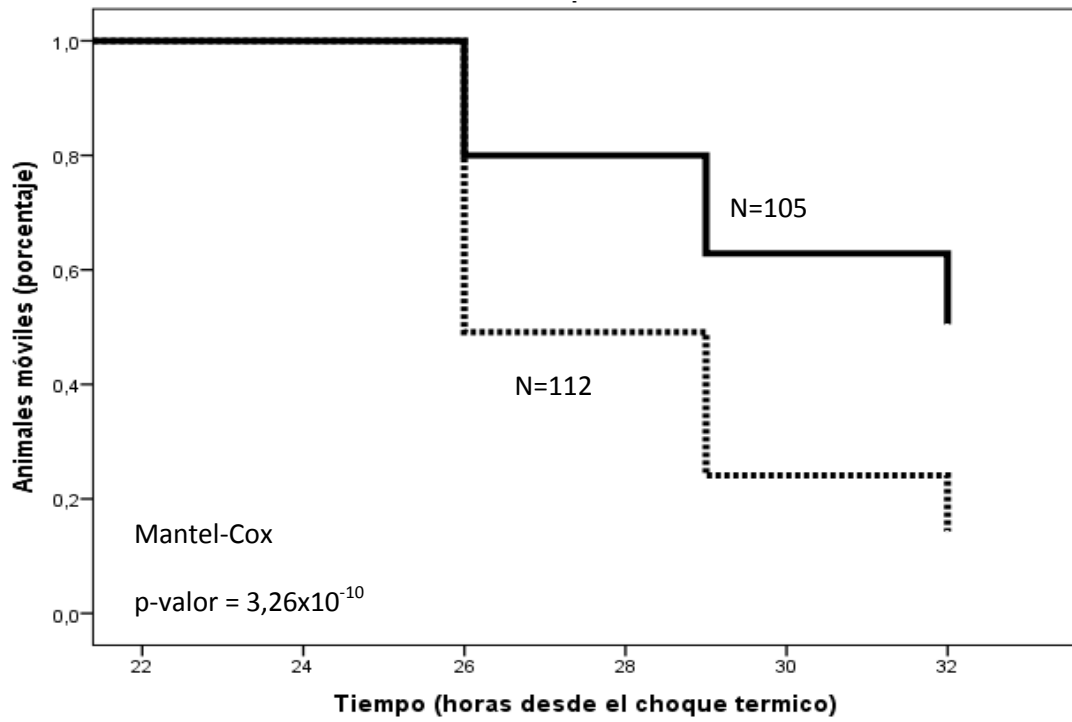 Animales móviles (porcentaje)
1,0
0,8
0,6
0,4
0,2
0,0
N=105
N=112
Mantel-Cox
p-valor = 3,26x10⁻¹⁰
22 24 26 28 30 32
Tiempo (horas desde el choque termico)